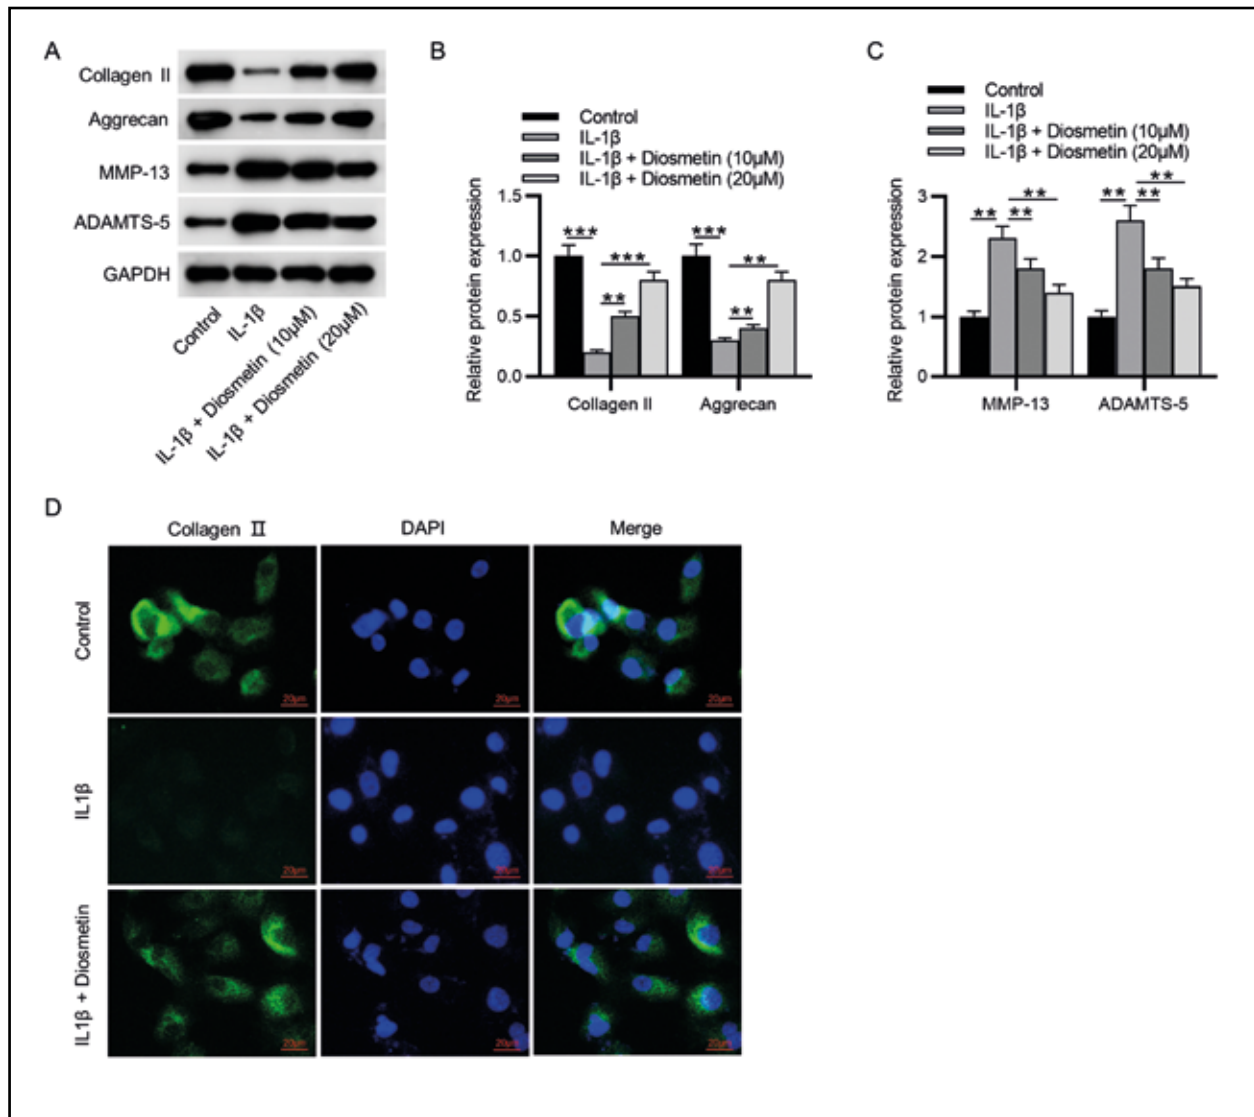 A
Collagen II
Aggrecan
MMP-13
ADAMTS-5
GAPDH
Control
IL-1β
IL-1β + Diosmetin (10μM)
IL-1β + Diosmetin (20μM)
B
Control
IL-1β
IL-1β + Diosmetin (10μM)
IL-1β + Diosmetin (20μM)
Relative protein expression
1.5
1.0
0.5
0.0
*** *** *** **
** **
Collagen II Aggrecan
C
Control
IL-1β
IL-1β + Diosmetin (10μM)
IL-1β + Diosmetin (20μM)
Relative protein expression
3
2
1
0
** ** ** ** ** **
MMP-13 ADAMTS-5
D
Collagen II DAPI Merge
Control
20μm 20μm 20μm
IL1β
20μm 20μm 20μm
IL1β + Diosmetin
20μm 20μm 20μm